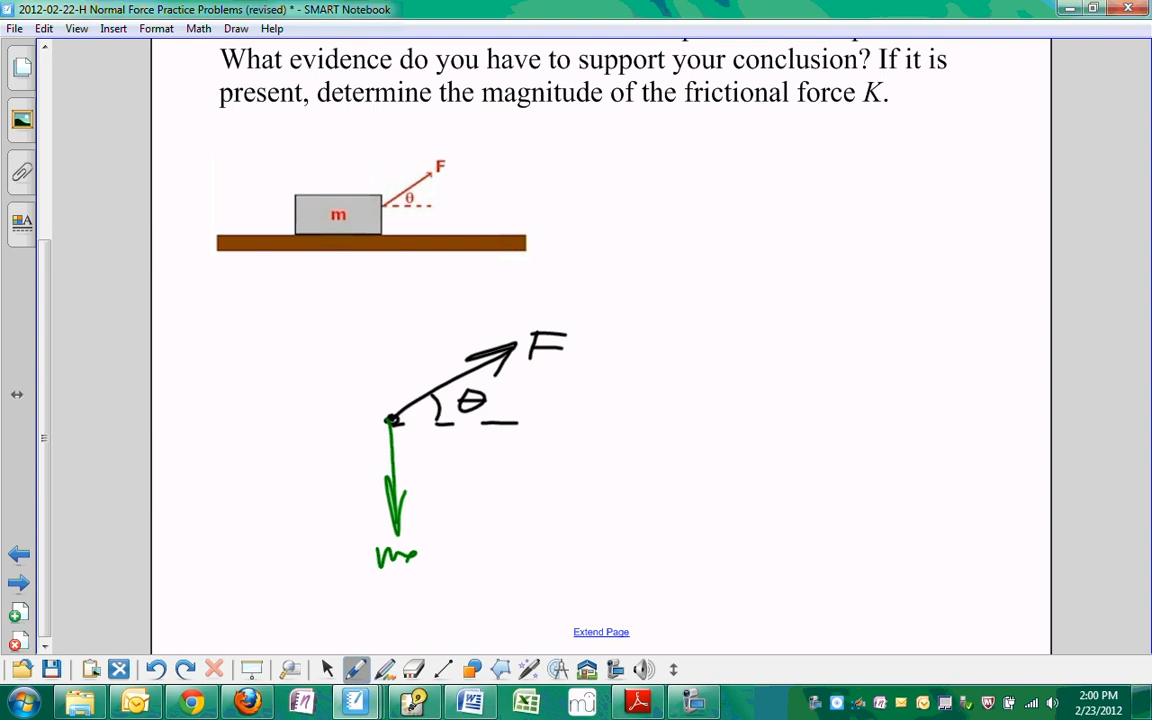 2012-02-22-H Normal Force Practice Problems (revised) * - SMART Notebook
File Edit View Insert Format Math Draw Help
What evidence do you have to support your conclusion? If it is
present, determine the magnitude of the frictional force K.
F
θ
m
F
θ
Extend Page
2:00 PM
2/23/2012